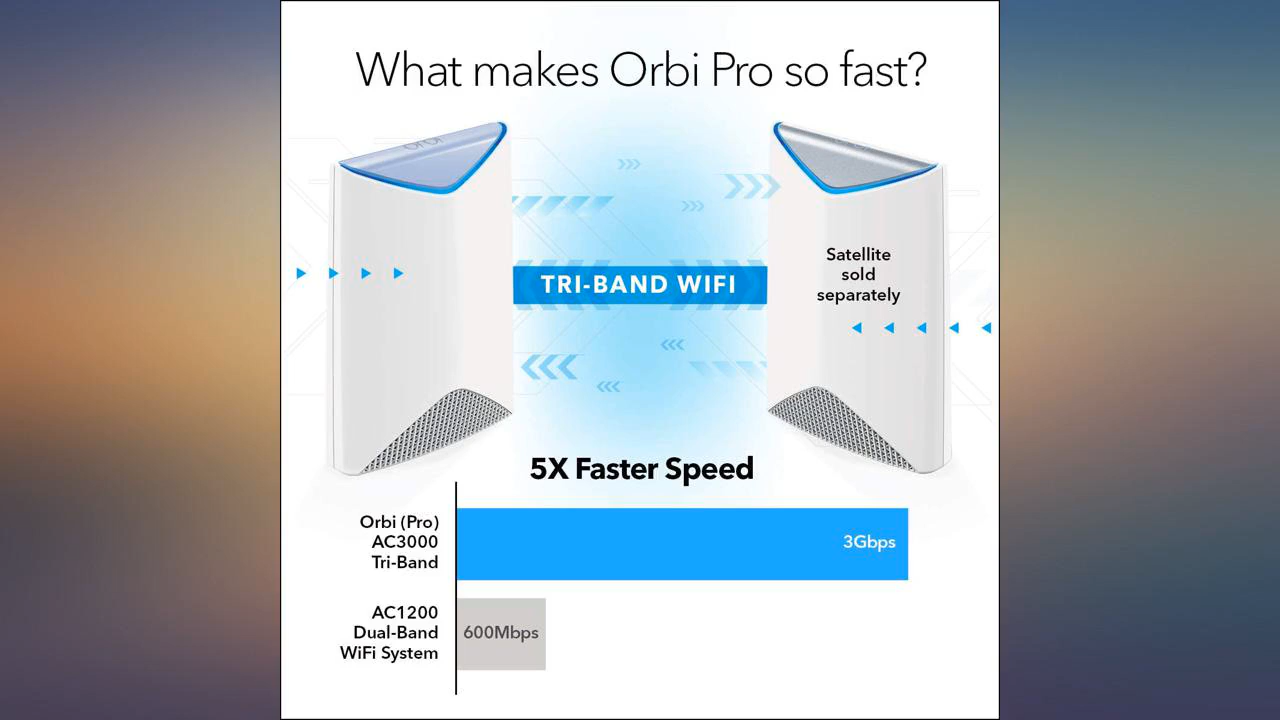 What makes Orbi Pro so fast?
orbi
TRI-BAND WIFI
Satellite
sold
separately
5X Faster Speed
Orbi (Pro)
AC3000
Tri-Band
3Gbps
AC1200
Dual-Band
WiFi System
600Mbps